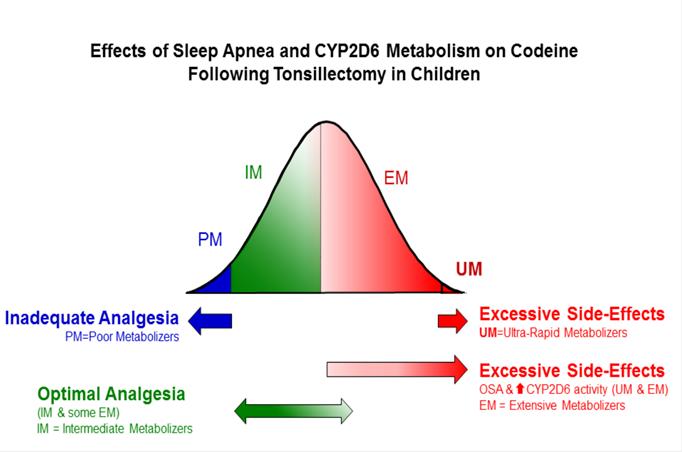 Effects of Sleep Apnea and CYP2D6 Metabolism on Codeine
Following Tonsillectomy in Children
IM
EM
PM
UM
Inadequate Analgesia
PM=Poor Metabolizers
Excessive Side-Effects
UM=Ultra-Rapid Metabolizers
Excessive Side-Effects
OSA & ⬆ CYP2D6 activity (UM & EM)
EM = Extensive Metabolizers
Optimal Analgesia
(IM & some EM)
IM = Intermediate Metabolizers